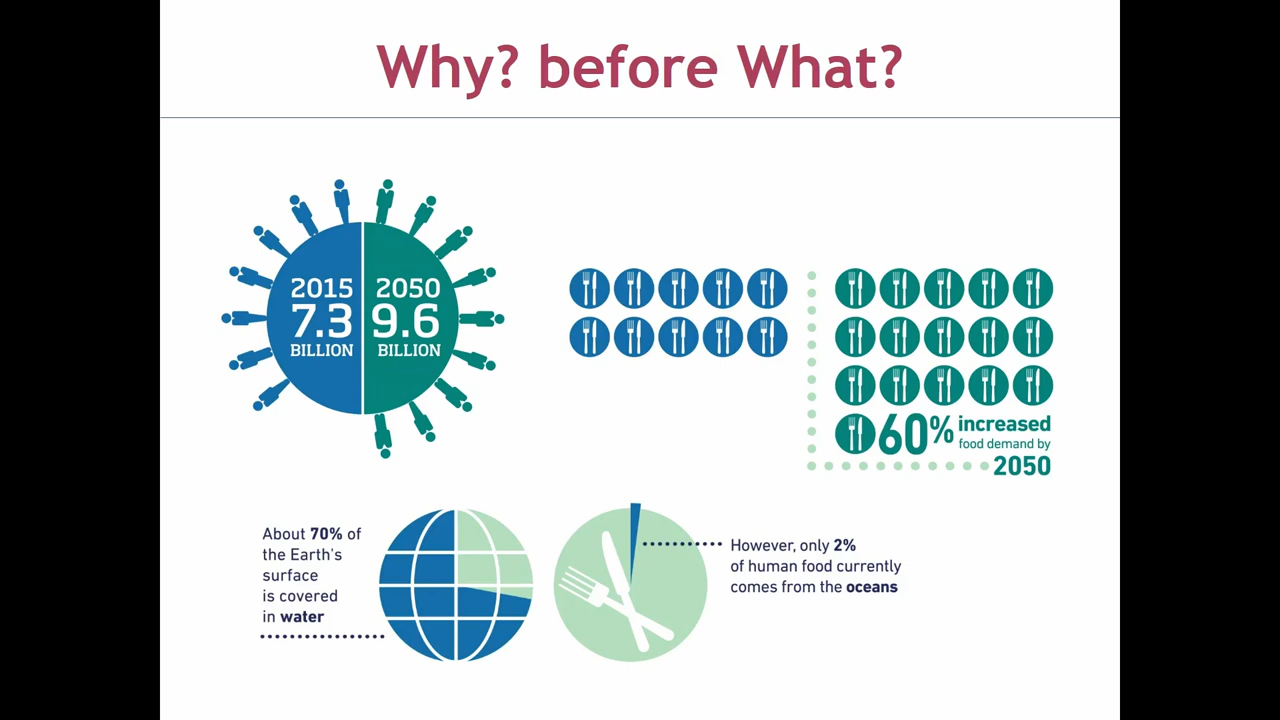 Why? before What?
2015
7.3
BILLION
2050
9.6
BILLION
60% increased
food demand by
2050
About 70% of
the Earth's
surface
is covered
in water
However, only 2%
of human food currently
comes from the oceans